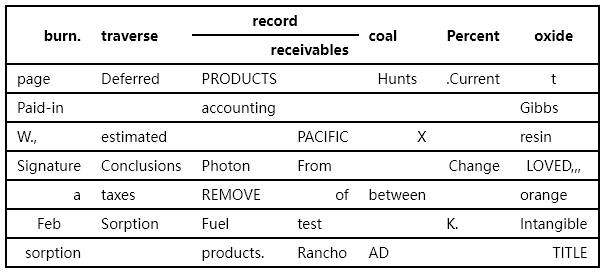 record
burn. traverse coal Percent oxide
receivables
page Deferred PRODUCTS Hunts .Current t
Paid-in accounting Gibbs
W., estimated PACIFIC X resin
Signature Conclusions Photon From Change LOVED,,,
a taxes REMOVE of between orange
Feb Sorption Fuel test K. Intangible
sorption products. Rancho AD TITLE